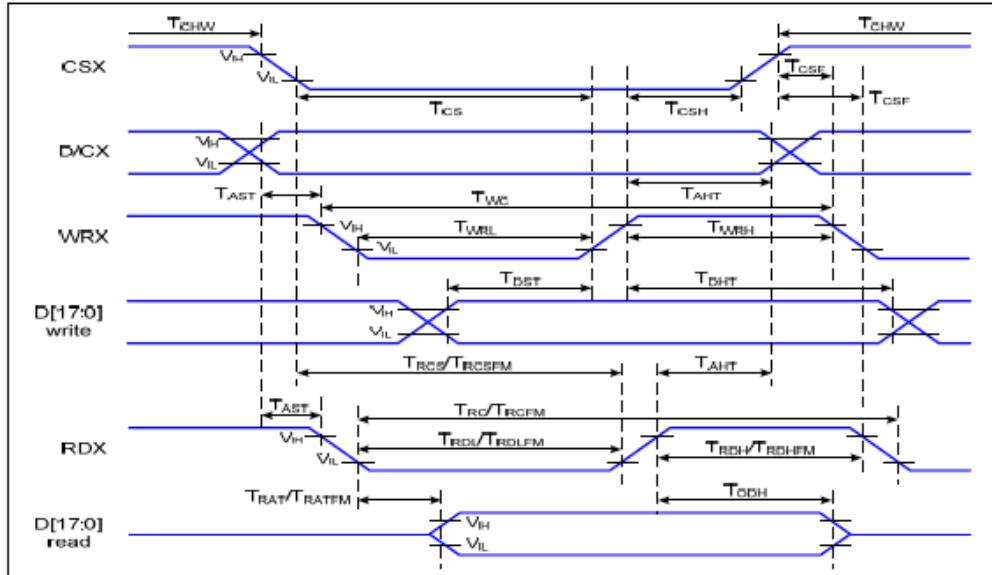 TCHW TCHW
CSX VIH TCSF
VIL TCSF
TCS TCSH
D/CX VIH
VIL
TAST TWC TAHT
WRX VIH TWRL TWRH
VIL
TDST TDHT
D[17:0] VIH
write VIL
TRCS/TRCSFM TAHT
TAST TRC/TRCFM
RDX VIH TRDL/TRDLFM TRDH/TRDHFM
VIL
TRAT/TRATFM TODH
D[17:0] VIH
read VIL